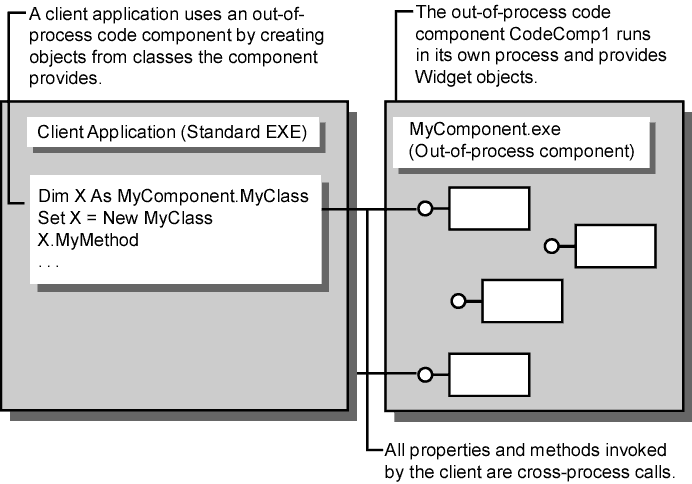 A client application uses an out-of-
process code component by creating
objects from classes the component
provides.
The out-of-process code
component CodeComp1 runs
in its own process and provides
Widget objects.
Client Application (Standard EXE)
Dim X As MyComponent.MyClass
Set X = New MyClass
X.MyMethod
. . .
MyComponent.exe
(Out-of-process component)
All properties and methods invoked
by the client are cross-process calls.